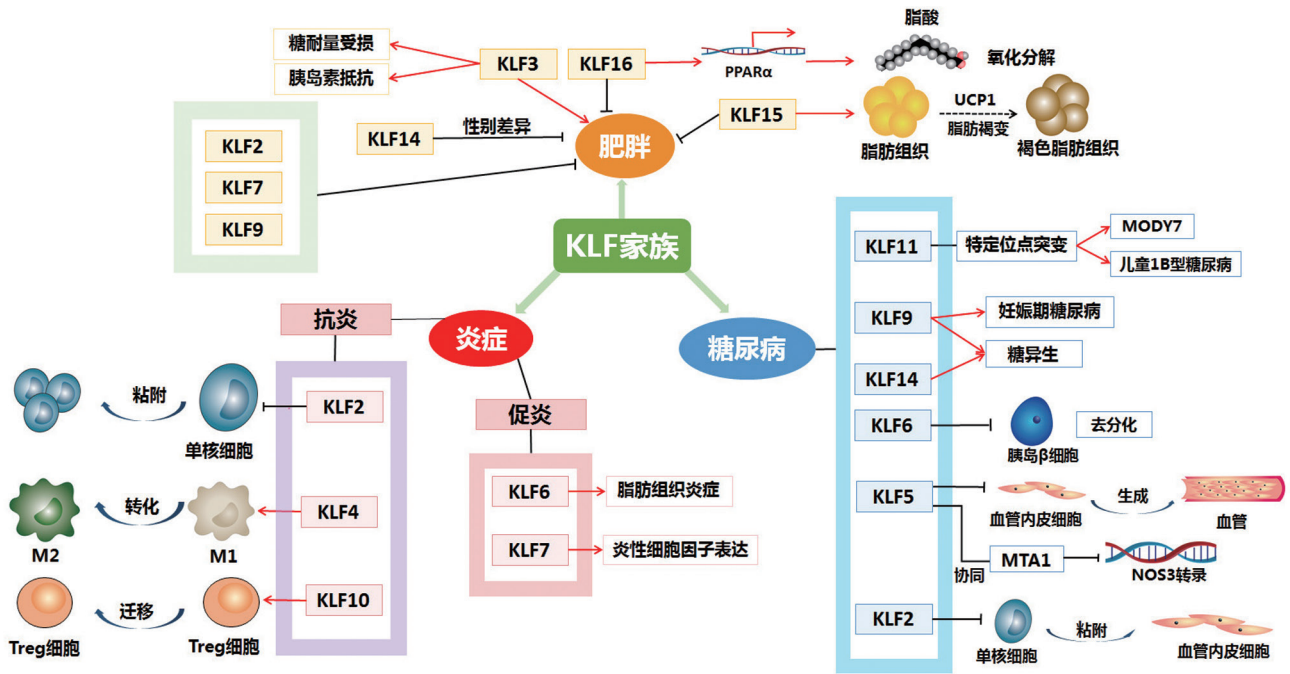 糖耐量受损
胰岛素抵抗
KLF3
KLF16
PPARα
脂酸
氧化分解
KLF14
性别差异
肥胖
KLF15
脂肪组织
UCP1
脂肪褐变
褐色脂肪组织
KLF2
KLF7
KLF9
KLF家族
抗炎
炎症
糖尿病
粘附
单核细胞
KLF2
M2
转化
M1
KLF4
Treg细胞
迁移
Treg细胞
KLF10
促炎
KLF6
脂肪组织炎症
KLF7
炎性细胞因子表达
KLF11
特定位点突变
MODY7
儿童1B型糖尿病
KLF9
妊娠期糖尿病
糖异生
KLF14
KLF6
胰岛β细胞
去分化
KLF5
血管内皮细胞
生成
血管
协同
MTA1
NOS3转录
KLF2
单核细胞
粘附
血管内皮细胞